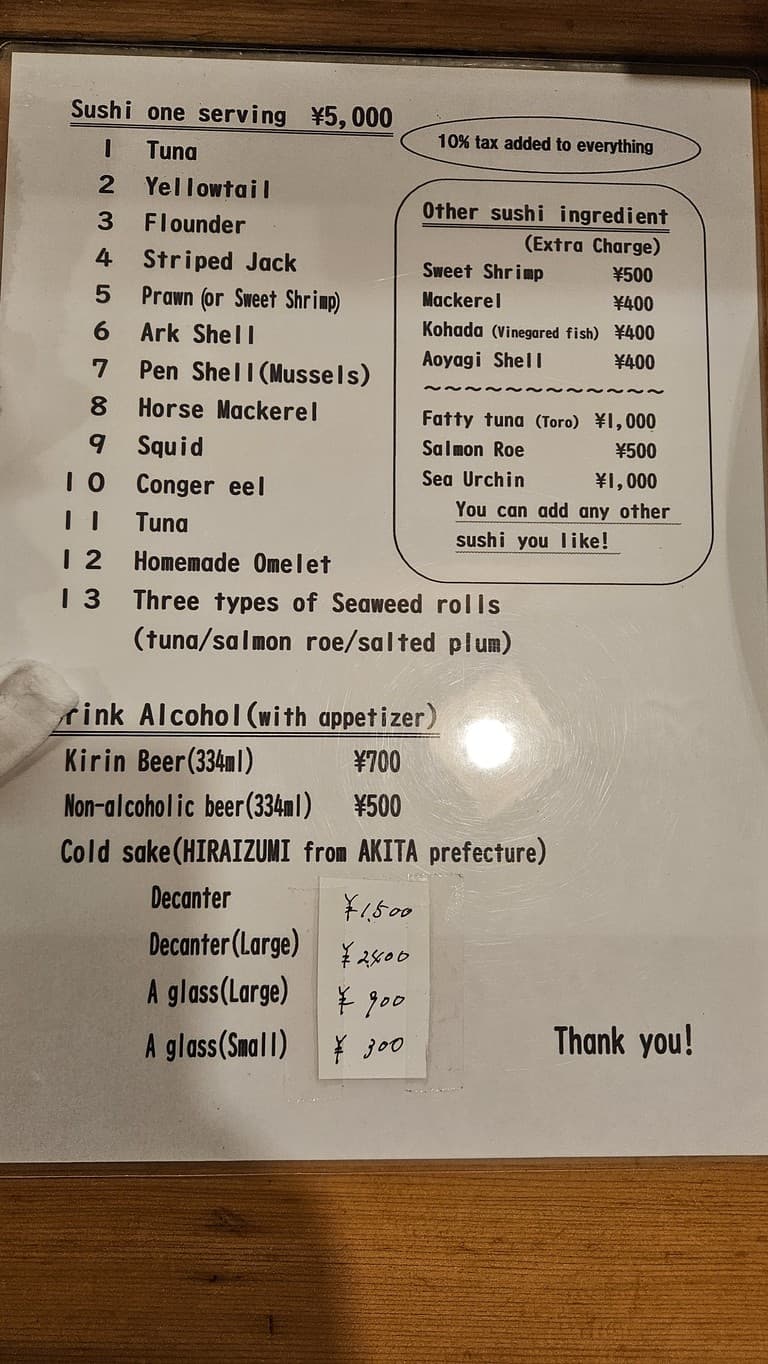 Sushi one serving ¥5,000
1 Tuna
2 Yellowtail
3 Flounder
4 Striped Jack
5 Prawn (or Sweet Shrimp)
6 Ark Shell
7 Pen Shell(Mussels)
8 Horse Mackerel
9 Squid
10 Conger eel
11 Tuna
12 Homemade Omelet
13 Three types of Seaweed rolls
(tuna/salmon roe/salted plum)
10% tax added to everything
Other sushi ingredient
(Extra Charge)
Sweet Shrimp ¥500
Mackerel ¥400
Kohada (Vinegared fish) ¥400
Aoyagi Shell ¥400
~~~~~~~~~~~~
Fatty tuna (Toro) ¥1,000
Salmon Roe ¥500
Sea Urchin ¥1,000
You can add any other
sushi you like!
rink Alcohol(with appetizer)
Kirin Beer(334ml) ¥700
Non-alcoholic beer(334ml) ¥500
Cold sake(HIRAIZUMI from AKITA prefecture)
Decanter ¥1,500
Decanter(Large) ¥2,400
A glass(Large) ¥900
A glass(Small) ¥300
Thank you!